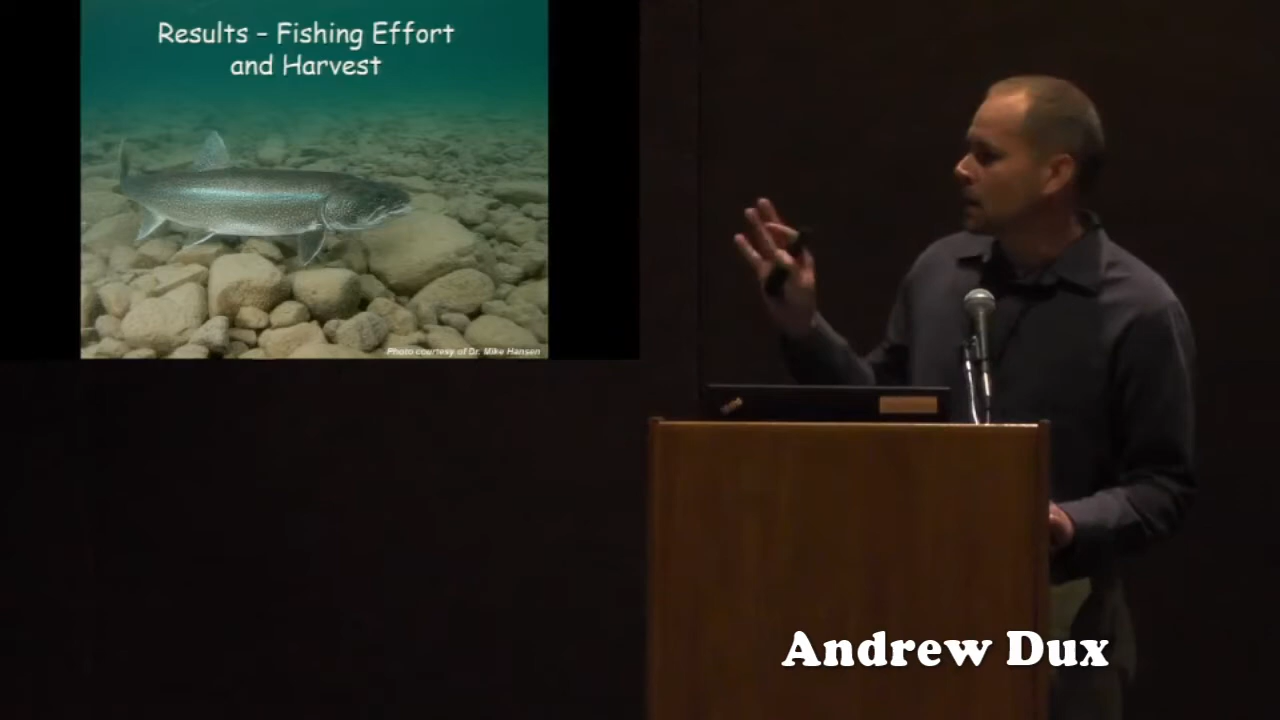 Results - Fishing Effort
and Harvest
Photo courtesy of Dr. Mike Hansen
Andrew Dux